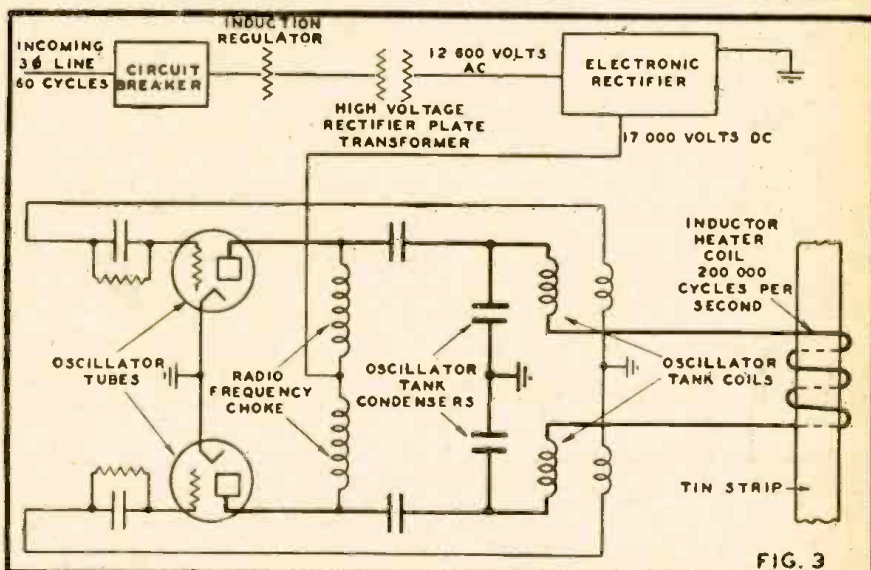 INCOMING
3Ø LINE
60 CYCLES
CIRCUIT
BREAKER
INDUCTION
REGULATOR
HIGH VOLTAGE
RECTIFIER PLATE
TRANSFORMER
12 600 VOLTS
AC
ELECTRONIC
RECTIFIER
17 000 VOLTS DC
OSCILLATOR
TUBES
RADIO
FREQUENCY
CHOKE
OSCILLATOR
TANK
CONDENSERS
OSCILLATOR
TANK COILS
INDUCTOR
HEATER
COIL
200 000
CYCLES PER
SECOND
TIN STRIP
FIG. 3